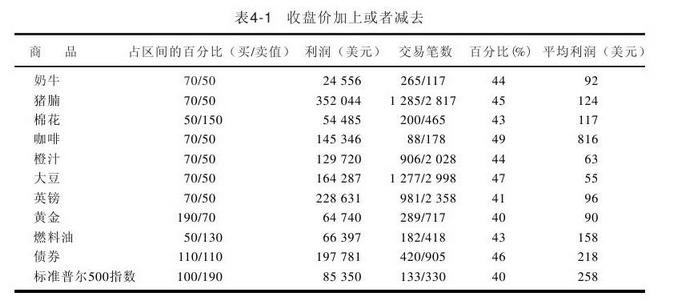 表4-1 收盘价加上或者减去
商 品 占区间的百分比（买/卖值） 利润（美元） 交易笔数 百分比(%) 平均利润（美元）
奶牛 70/50 24 556 265/117 44 92
猪腩 70/50 352 044 1 285/2 817 45 124
棉花 50/150 54 485 200/465 43 117
咖啡 70/50 145 346 88/178 49 816
橙汁 70/50 129 720 906/2 028 44 63
大豆 70/50 164 287 1 277/2 998 47 55
英镑 70/50 228 631 981/2 358 41 96
黄金 190/70 64 740 289/717 40 90
燃料油 50/130 66 397 182/418 43 158
债券 110/110 197 781 420/905 46 218
标准普尔500指数 100/190 85 350 133/330 40 258